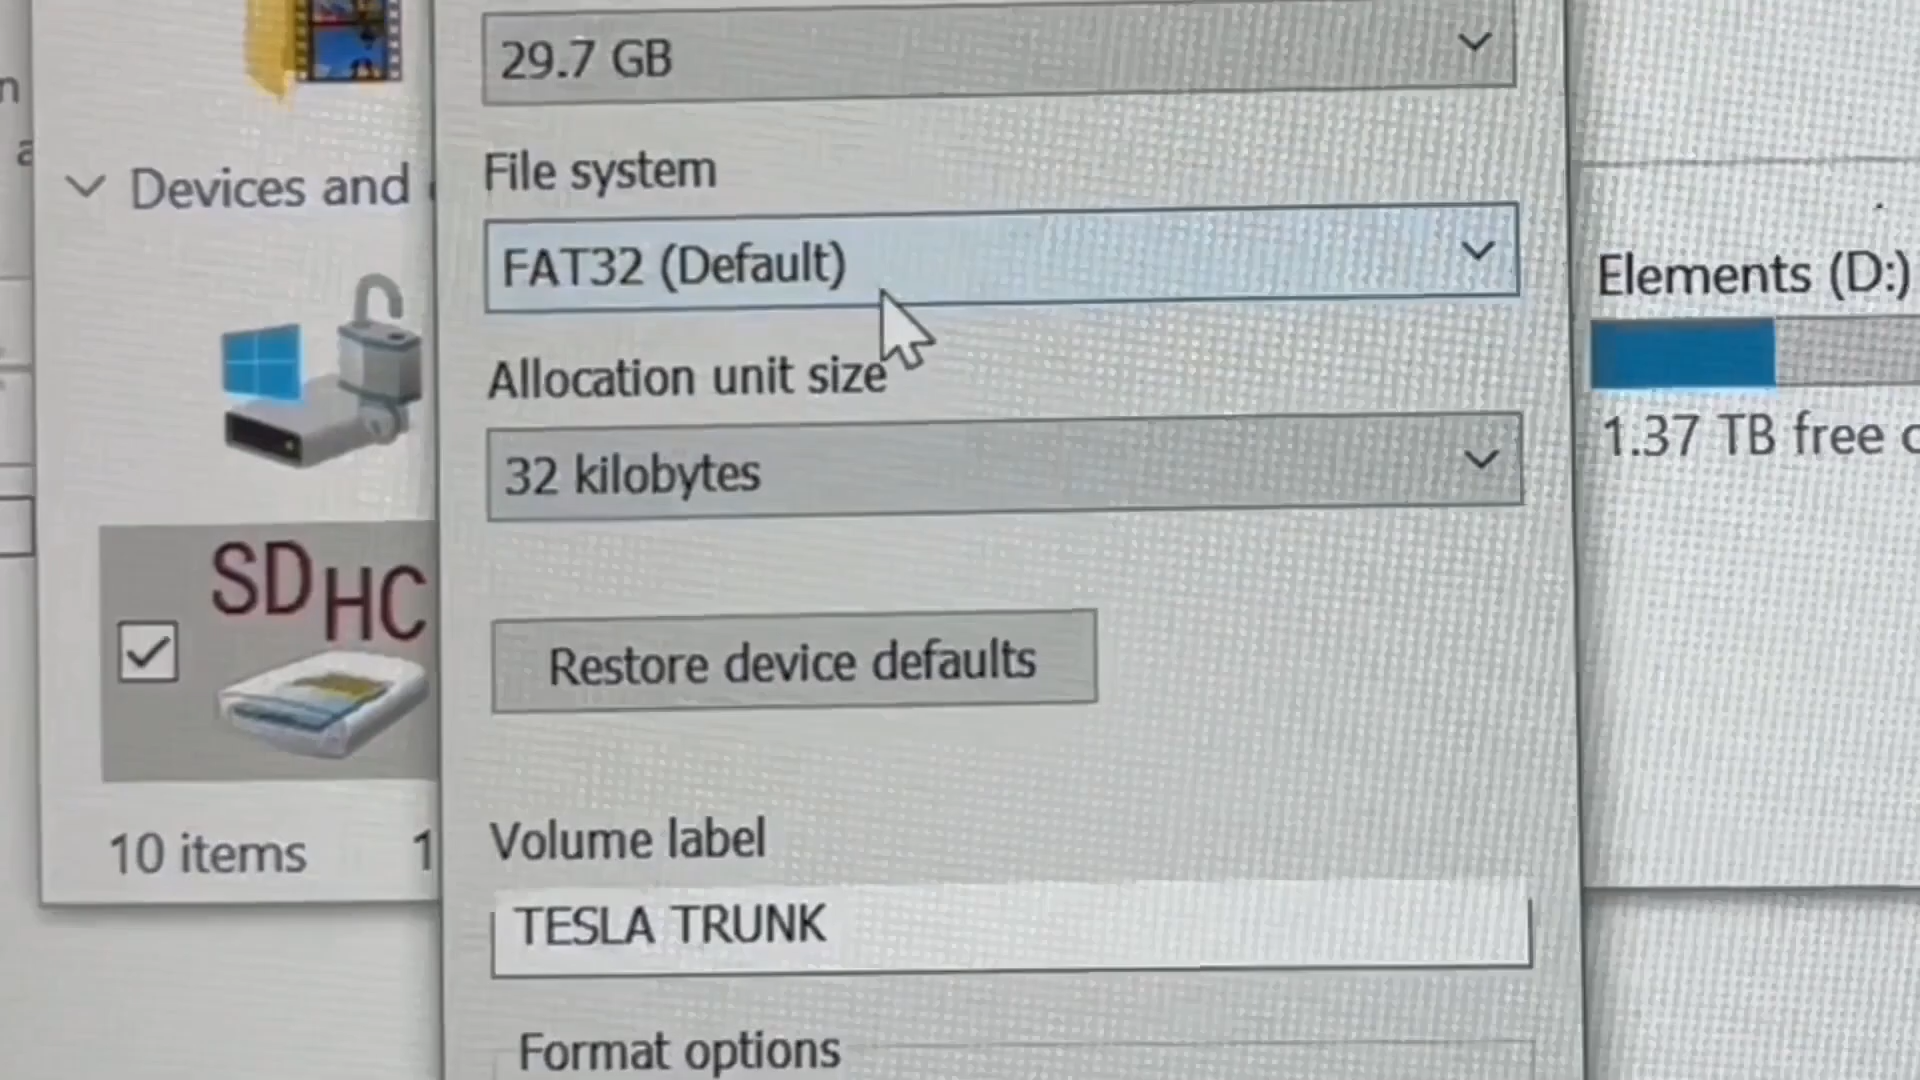 29.7 GB
File system
FAT32 (Default)
Allocation unit size
32 kilobytes
Restore device defaults
Volume label
TESLA TRUNK
Format options
Devices and
SDHC
10 items
1
Elements (D:)
1.37 TB free